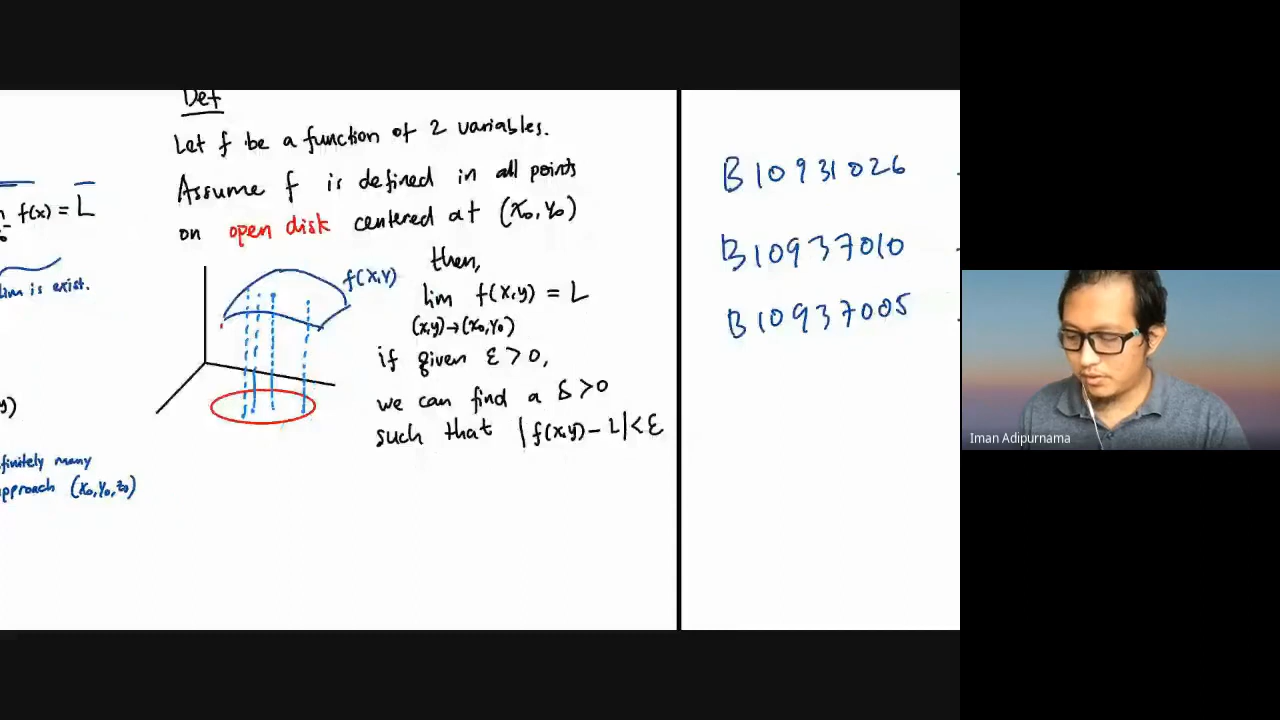 Def
Let f be a function of 2 variables.
Assume f is defined in all points
on open disk centered at (x₀,y₀)
f(x) = L
lim is exist.
f(x,y)
then,
lim f(x,y) = L
(x,y)→(x₀,y₀)
if given ε > 0,
we can find a δ > 0
such that |f(x,y) − L| < ε
y)
finitely many
approach (x₀,y₀,z₀)
B10931026
B10937010
B10937005
Iman Adipurnama